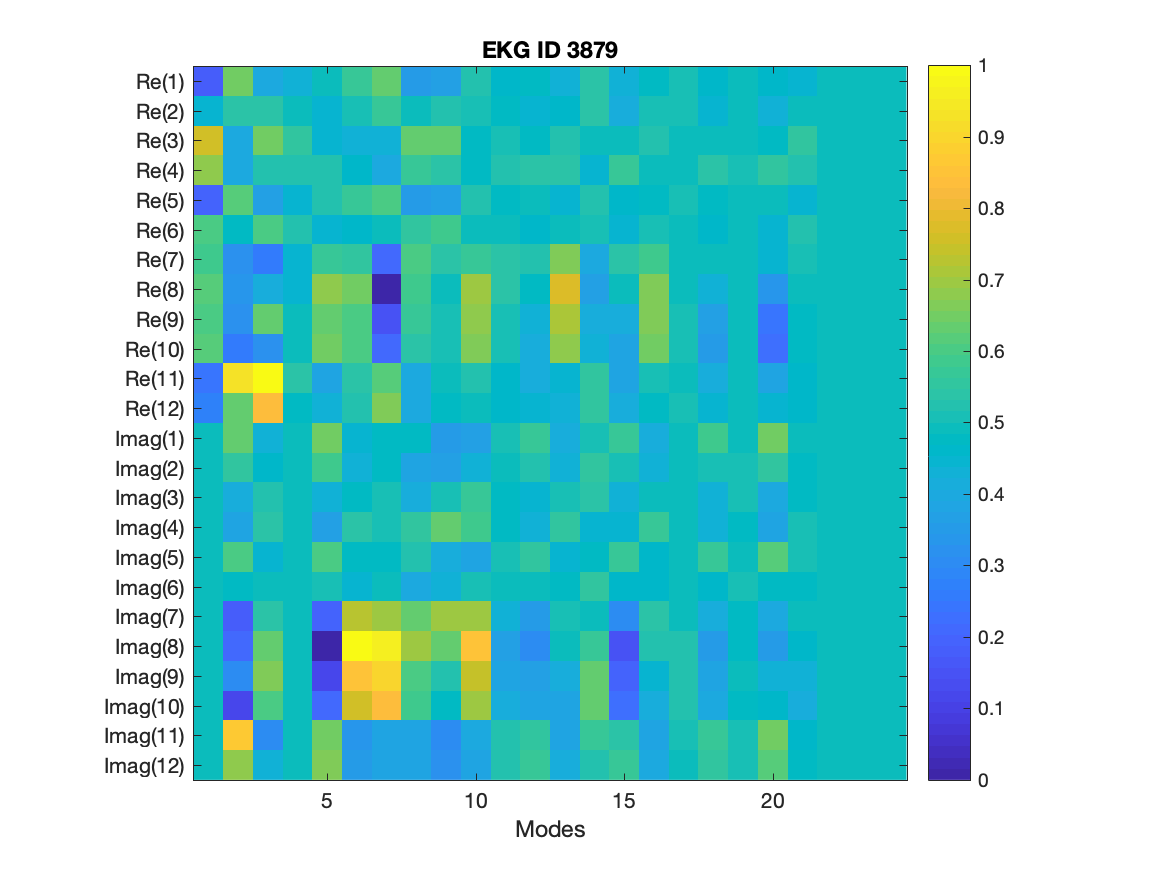 EKG ID 3879
Re(1)
Re(2)
Re(3)
Re(4)
Re(5)
Re(6)
Re(7)
Re(8)
Re(9)
Re(10)
Re(11)
Re(12)
Imag(1)
Imag(2)
Imag(3)
Imag(4)
Imag(5)
Imag(6)
Imag(7)
Imag(8)
Imag(9)
Imag(10)
Imag(11)
Imag(12)
5 10 15 20
Modes
1
0.9
0.8
0.7
0.6
0.5
0.4
0.3
0.2
0.1
0